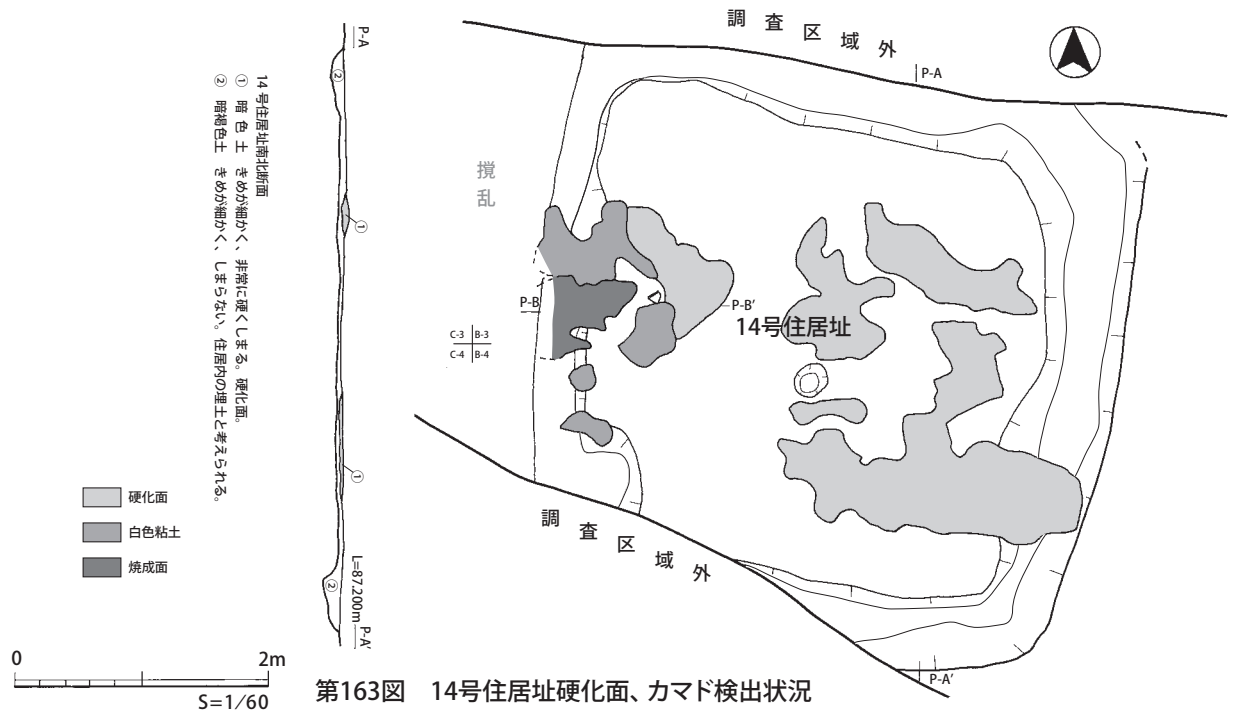 調査区域外
P-A
P-A
14号住居址南北断面
① 暗色土 きめが細かく、非常に硬くしまる。硬化面。
② 暗褐色土 きめが細かく、しまらない。住居内の埋土と考えられる。
②
①
①
②
L=87.200m
P-A'
撹乱
P-B
P-B'
14号住居址
C-3 B-3
C-4 B-4
硬化面
白色粘土
焼成面
調査区域外
P-A'
0 2m
S=1/60
第163図 14号住居址硬化面、カマド検出状況